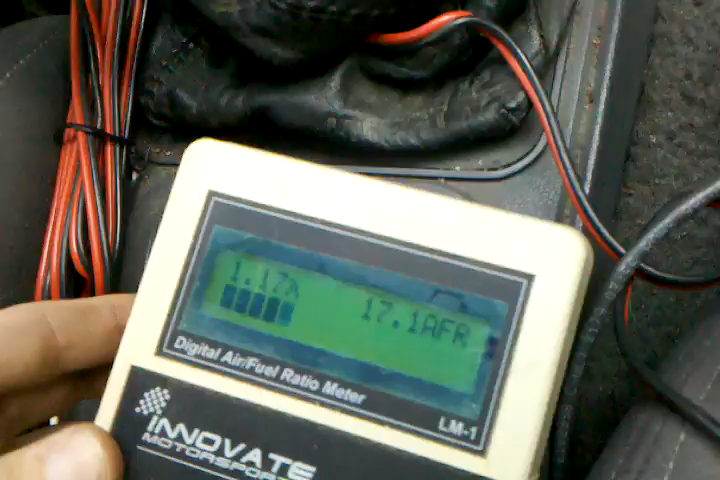 1.17λ 17.1AFR
Digital Air/Fuel Ratio Meter
LM-1
INNOVATE
MOTORSPORTS